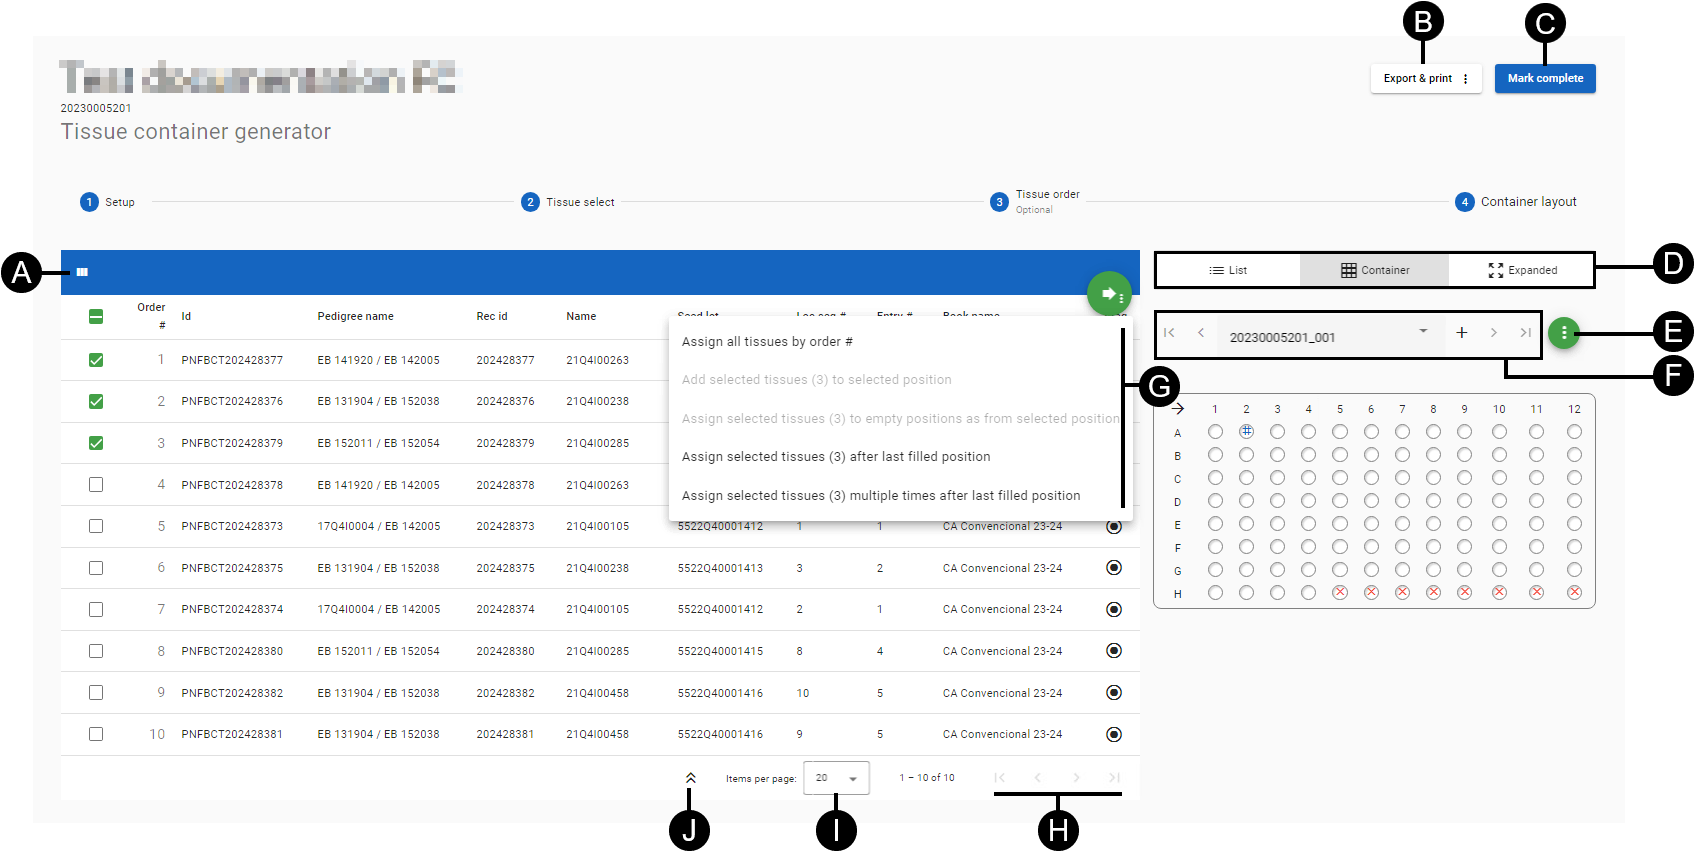 B
C
Export & print
Mark complete
20230005201
Tissue container generator
1 Setup
2 Tissue select
3 Tissue order
Optional
4 Container layout
A
List
Container
Expanded
D
Order #
Id
Pedigree name
Rec id
Name
Assign all tissues by order #
Add selected tissues (3) to selected position
Assign selected tissues (3) to empty positions as from selected position
Assign selected tissues (3) after last filled position
Assign selected tissues (3) multiple times after last filled position
G
1 PNFBCT202428377 EB 141920 / EB 142005 202428377 21Q4I00263
2 PNFBCT202428376 EB 131904 / EB 152038 202428376 21Q4I00238
3 PNFBCT202428379 EB 152011 / EB 152054 202428379 21Q4I00285
4 PNFBCT202428378 EB 141920 / EB 142005 202428378 21Q4I00263
5 PNFBCT202428373 17Q4I0004 / EB 142005 202428373 21Q4I00105 5522Q40001412 1 1 CA Convencional 23-24
6 PNFBCT202428375 EB 131904 / EB 152038 202428375 21Q4I00238 5522Q40001413 3 2 CA Convencional 23-24
7 PNFBCT202428374 17Q4I0004 / EB 142005 202428374 21Q4I00105 5522Q40001412 2 1 CA Convencional 23-24
8 PNFBCT202428380 EB 152011 / EB 152054 202428380 21Q4I00285 5522Q40001415 8 4 CA Convencional 23-24
9 PNFBCT202428382 EB 131904 / EB 152038 202428382 21Q4I00458 5522Q40001416 10 5 CA Convencional 23-24
10 PNFBCT202428381 EB 131904 / EB 152038 202428381 21Q4I00458 5522Q40001416 9 5 CA Convencional 23-24
Items per page: 20
1 – 10 of 10
J
I
H
20230005201_001
E
F
1 2 3 4 5 6 7 8 9 10 11 12
A
B
C
D
E
F
G
H